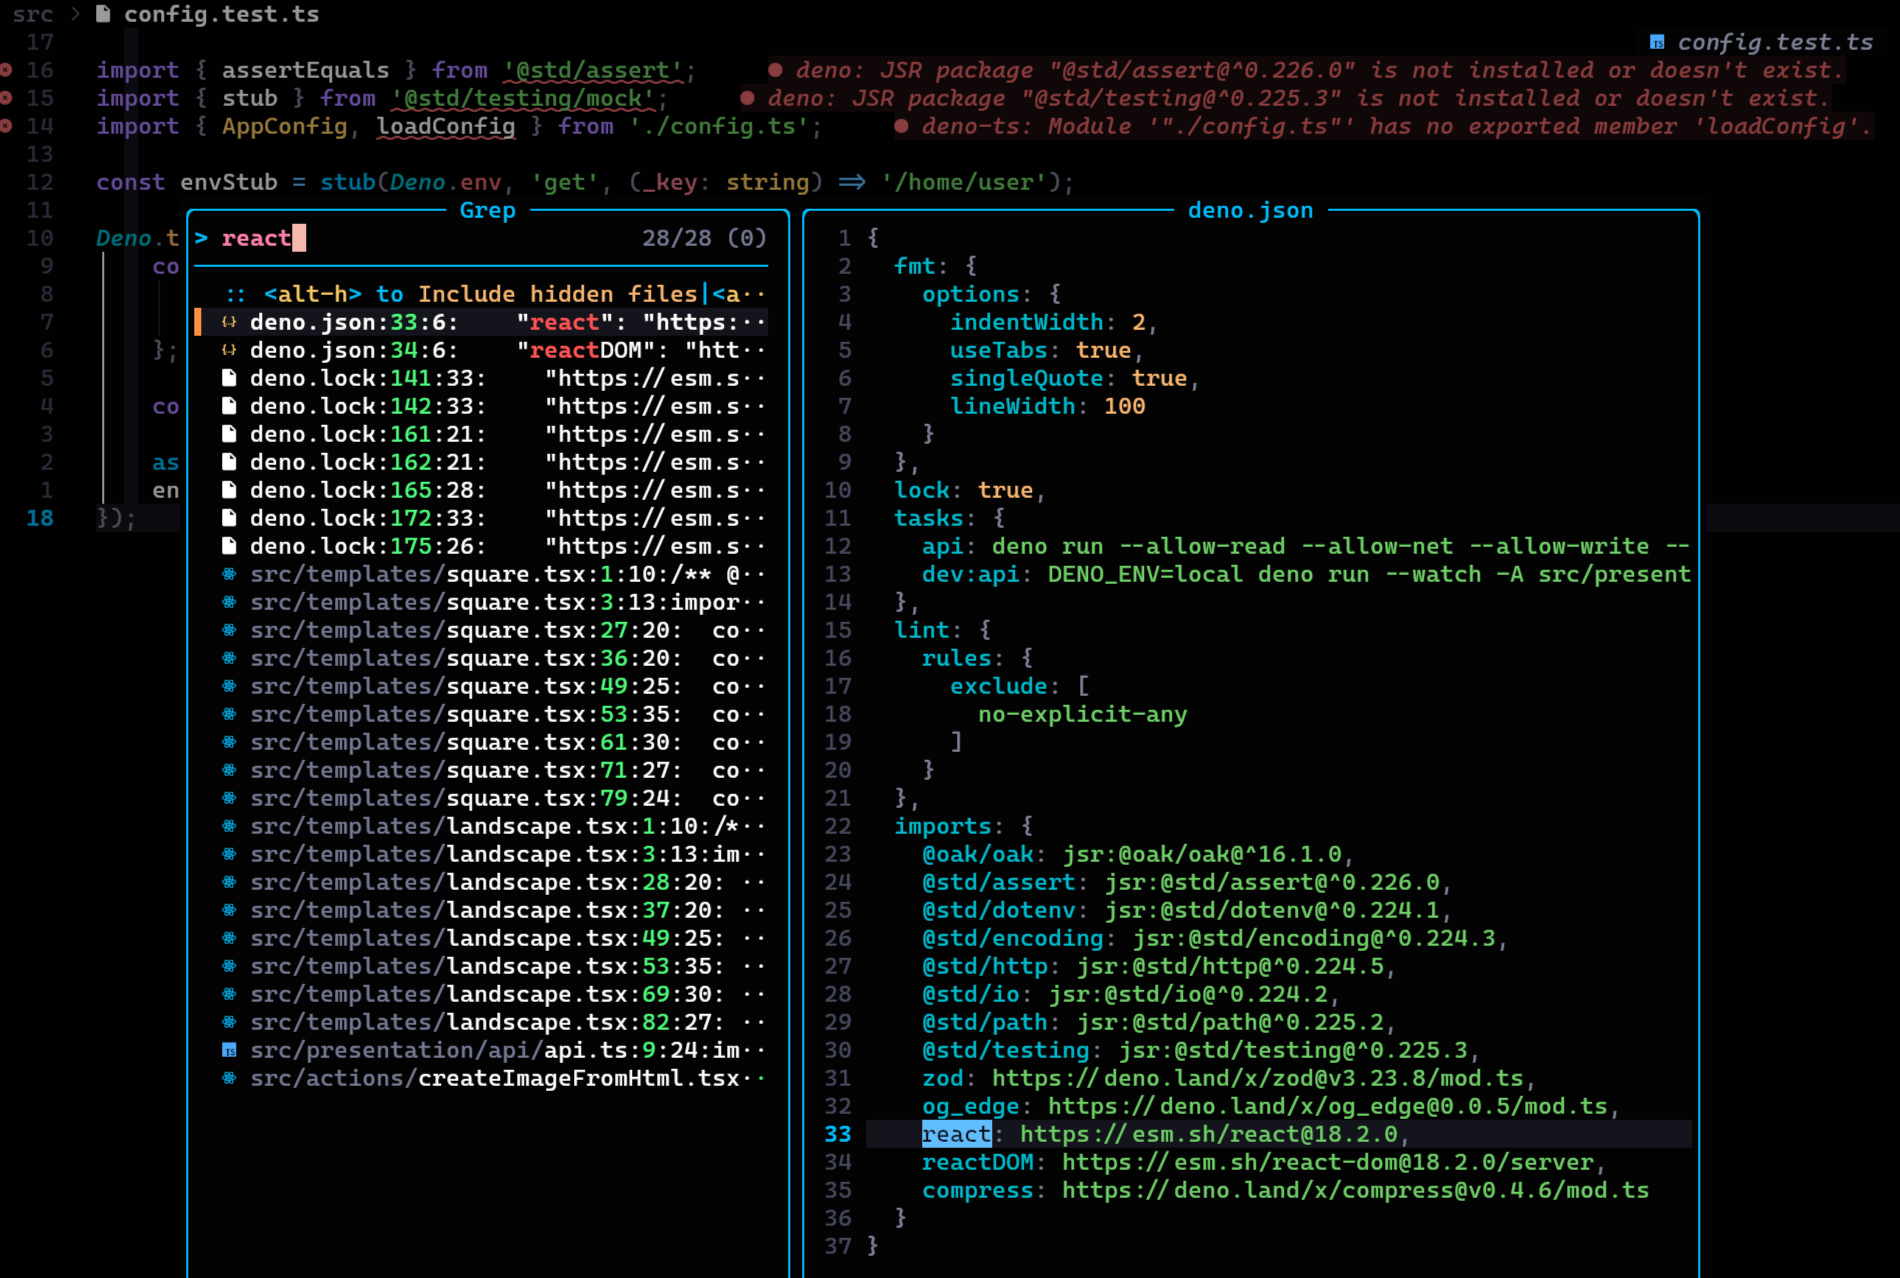 src > config.test.ts
17
config.test.ts
16 import { assertEquals } from '@std/assert'; ● deno: JSR package "@std/assert@^0.226.0" is not installed or doesn't exist.
15 import { stub } from '@std/testing/mock'; ● deno: JSR package "@std/testing@^0.225.3" is not installed or doesn't exist.
14 import { AppConfig, loadConfig } from './config.ts'; ● deno-ts: Module '"./config.ts"' has no exported member 'loadConfig'.
13
12 const envStub = stub(Deno.env, 'get', (_key: string) => '/home/user');
11
10 Deno.t
9 co
8
7
6 };
5
4 co
3
2 as
1 en
18 });
Grep
> react 28/28 (0)
:: <alt-h> to Include hidden files|<a··
deno.json:33:6: "react": "https:··
deno.json:34:6: "reactDOM": "htt··
deno.lock:141:33: "https://esm.s··
deno.lock:142:33: "https://esm.s··
deno.lock:161:21: "https://esm.s··
deno.lock:162:21: "https://esm.s··
deno.lock:165:28: "https://esm.s··
deno.lock:172:33: "https://esm.s··
deno.lock:175:26: "https://esm.s··
src/templates/square.tsx:1:10:/** @··
src/templates/square.tsx:3:13:impor··
src/templates/square.tsx:27:20: co··
src/templates/square.tsx:36:20: co··
src/templates/square.tsx:49:25: co··
src/templates/square.tsx:53:35: co··
src/templates/square.tsx:61:30: co··
src/templates/square.tsx:71:27: co··
src/templates/square.tsx:79:24: co··
src/templates/landscape.tsx:1:10:/*··
src/templates/landscape.tsx:3:13:im··
src/templates/landscape.tsx:28:20: ··
src/templates/landscape.tsx:37:20: ··
src/templates/landscape.tsx:49:25: ··
src/templates/landscape.tsx:53:35: ··
src/templates/landscape.tsx:69:30: ··
src/templates/landscape.tsx:82:27: ··
src/presentation/api/api.ts:9:24:im··
src/actions/createImageFromHtml.tsx··
deno.json
1 {
2 fmt: {
3 options: {
4 indentWidth: 2,
5 useTabs: true,
6 singleQuote: true,
7 lineWidth: 100
8 }
9 },
10 lock: true,
11 tasks: {
12 api: deno run --allow-read --allow-net --allow-write --
13 dev:api: DENO_ENV=local deno run --watch -A src/present
14 },
15 lint: {
16 rules: {
17 exclude: [
18 no-explicit-any
19 ]
20 }
21 },
22 imports: {
23 @oak/oak: jsr:@oak/oak@^16.1.0,
24 @std/assert: jsr:@std/assert@^0.226.0,
25 @std/dotenv: jsr:@std/dotenv@^0.224.1,
26 @std/encoding: jsr:@std/encoding@^0.224.3,
27 @std/http: jsr:@std/http@^0.224.5,
28 @std/io: jsr:@std/io@^0.224.2,
29 @std/path: jsr:@std/path@^0.225.2,
30 @std/testing: jsr:@std/testing@^0.225.3,
31 zod: https://deno.land/x/zod@v3.23.8/mod.ts,
32 og_edge: https://deno.land/x/og_edge@0.0.5/mod.ts,
33 react: https://esm.sh/react@18.2.0,
34 reactDOM: https://esm.sh/react-dom@18.2.0/server,
35 compress: https://deno.land/x/compress@v0.4.6/mod.ts
36 }
37 }